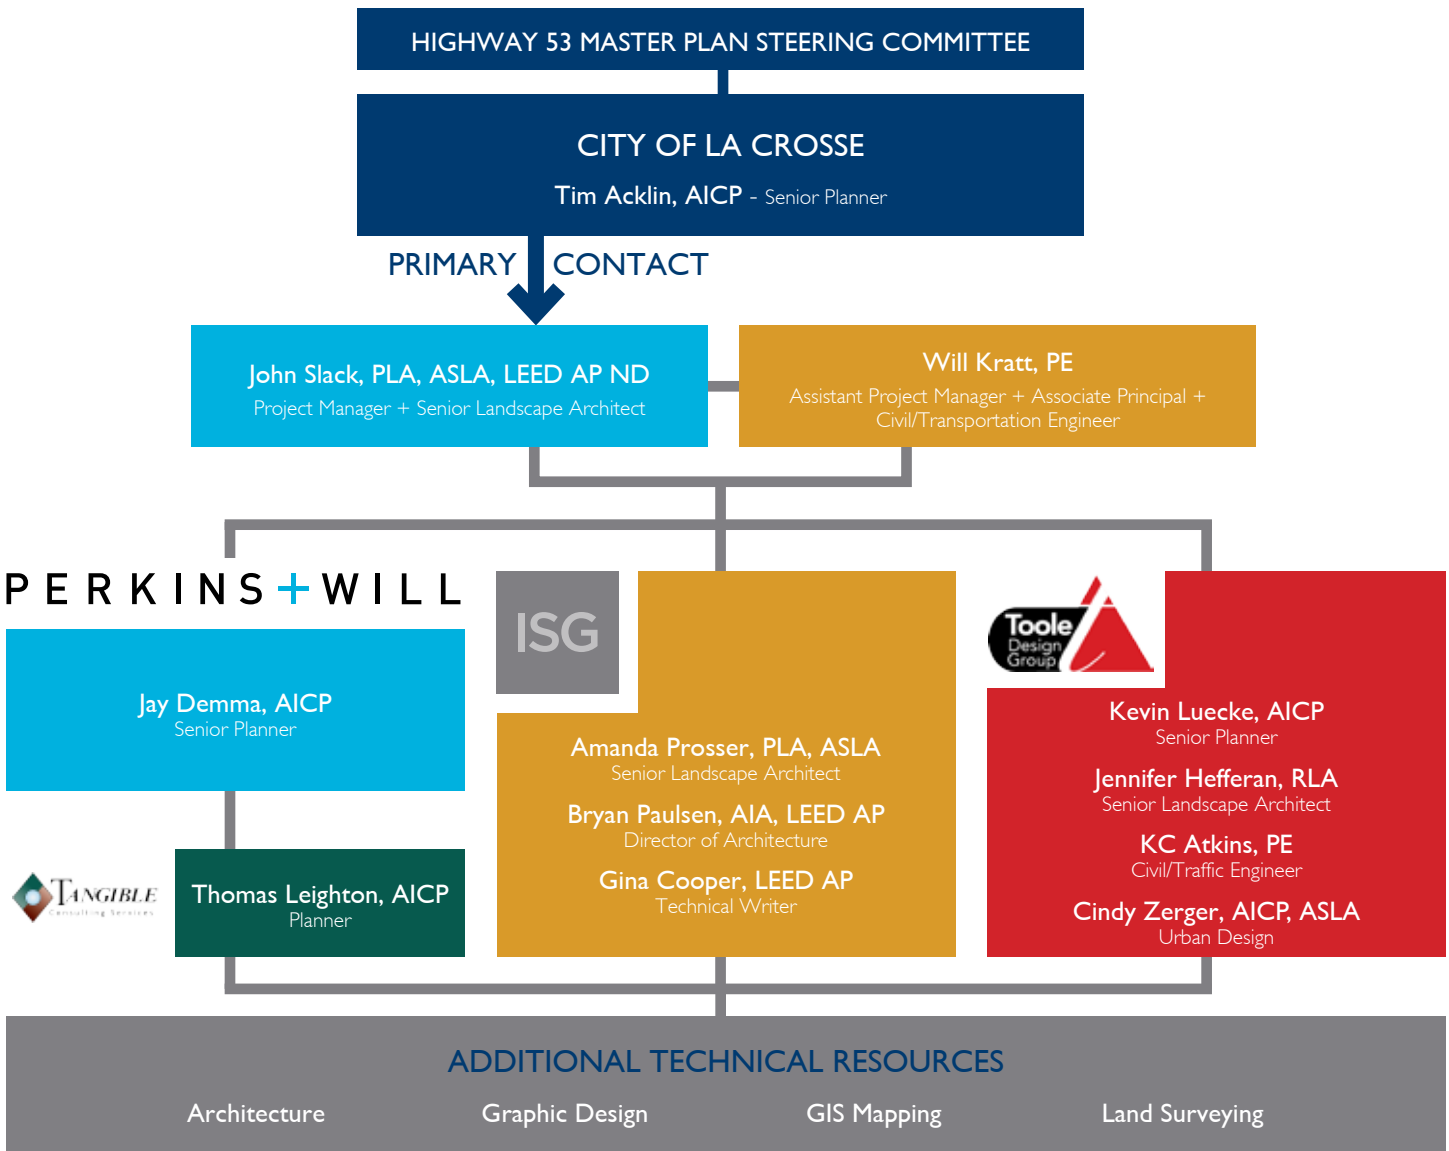 HIGHWAY 53 MASTER PLAN STEERING COMMITTEE
CITY OF LA CROSSE
Tim Acklin, AICP - Senior Planner
PRIMARY CONTACT
John Slack, PLA, ASLA, LEED AP ND
Project Manager + Senior Landscape Architect
Will Kratt, PE
Assistant Project Manager + Associate Principal +
Civil/Transportation Engineer
PERKINS+WILL
Jay Demma, AICP
Senior Planner
TANGIBLE
Consulting Services
Thomas Leighton, AICP
Planner
ISG
Amanda Prosser, PLA, ASLA
Senior Landscape Architect
Bryan Paulsen, AIA, LEED AP
Director of Architecture
Gina Cooper, LEED AP
Technical Writer
Toole
Design
Group
Kevin Luecke, AICP
Senior Planner
Jennifer Hefferan, RLA
Senior Landscape Architect
KC Atkins, PE
Civil/Traffic Engineer
Cindy Zerger, AICP, ASLA
Urban Design
ADDITIONAL TECHNICAL RESOURCES
Architecture
Graphic Design
GIS Mapping
Land Surveying